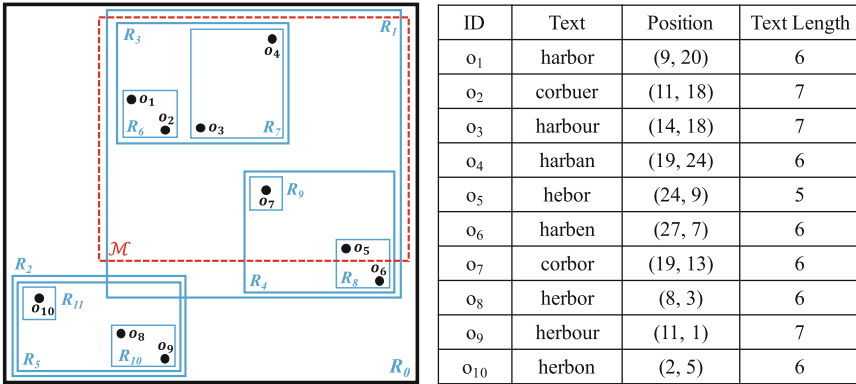 R₃
R₁
o₄
o₁
o₂
o₃
R₆
R₇
R₉
o₇
M
o₅
R₂
o₆
R₄
R₈
R₁₁
o₁₀
o₈
R₁₀
o₉
R₅
R₀
ID Text Position Text Length
o₁ harbor (9, 20) 6
o₂ corbuer (11, 18) 7
o₃ harbour (14, 18) 7
o₄ harban (19, 24) 6
o₅ hebor (24, 9) 5
o₆ harben (27, 7) 6
o₇ corbor (19, 13) 6
o₈ herbor (8, 3) 6
o₉ herbour (11, 1) 7
o₁₀ herbon (2, 5) 6